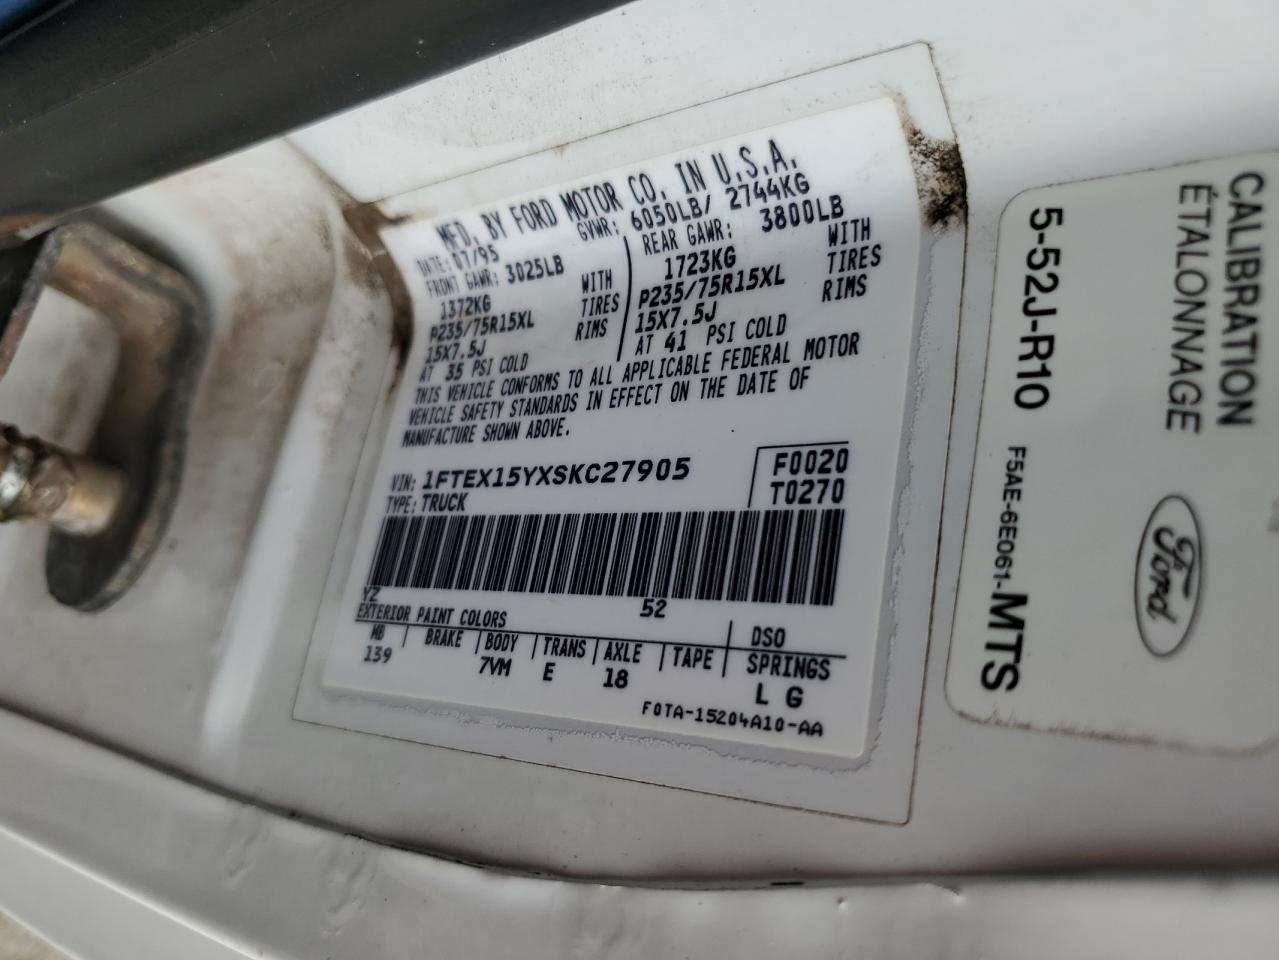 MFD. BY FORD MOTOR CO. IN U.S.A.
DATE: 07/95 GVWR: 6050LB/ 2744KG
FRONT GAWR: 3025LB
1372KG WITH
P235/75R15XL TIRES
15X7.5J RIMS
AT 35 PSI COLD
REAR GAWR: 3800LB
1723KG WITH
P235/75R15XL TIRES
15X7.5J RIMS
AT 41 PSI COLD
THIS VEHICLE CONFORMS TO ALL APPLICABLE FEDERAL MOTOR
VEHICLE SAFETY STANDARDS IN EFFECT ON THE DATE OF
MANUFACTURE SHOWN ABOVE.
VIN: 1FTEX15YXSKC27905 F0020
TYPE: TRUCK T0270
YZ 52
EXTERIOR PAINT COLORS DSO
WB BRAKE BODY TRANS AXLE TAPE SPRINGS
139 7VM E 18 L G
F0TA-15204A10-AA
CALIBRATION
ÉTALONNAGE
5-52J-R10
F5AE-6E061-MTS
Ford